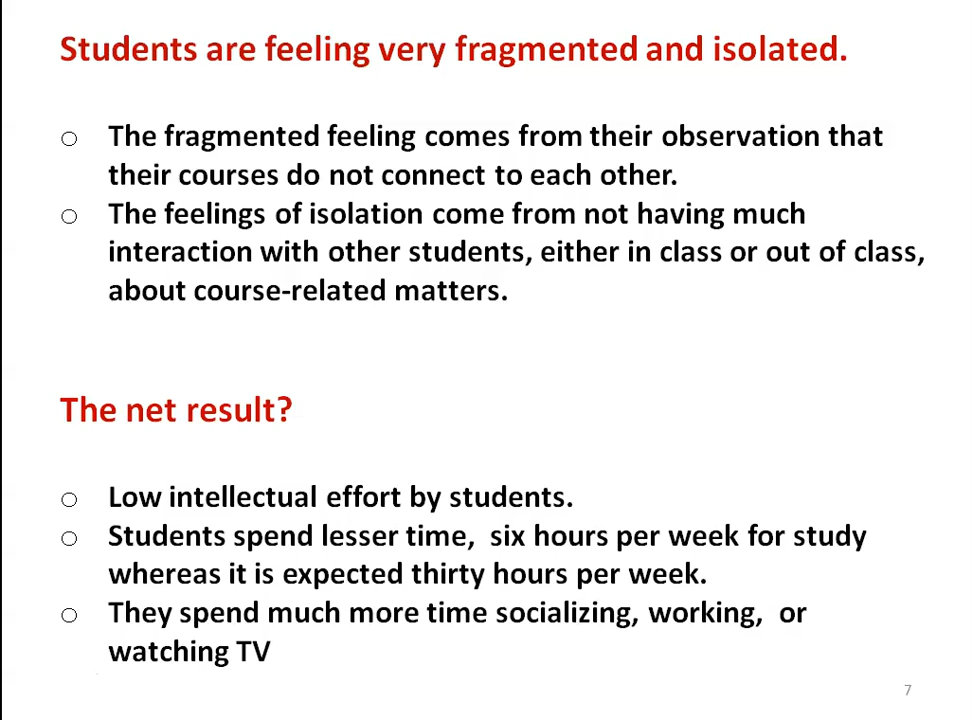 Students are feeling very fragmented and isolated.
o The fragmented feeling comes from their observation that
their courses do not connect to each other.
o The feelings of isolation come from not having much
interaction with other students, either in class or out of class,
about course-related matters.
The net result?
o Low intellectual effort by students.
o Students spend lesser time, six hours per week for study
whereas it is expected thirty hours per week.
o They spend much more time socializing, working, or
watching TV
7